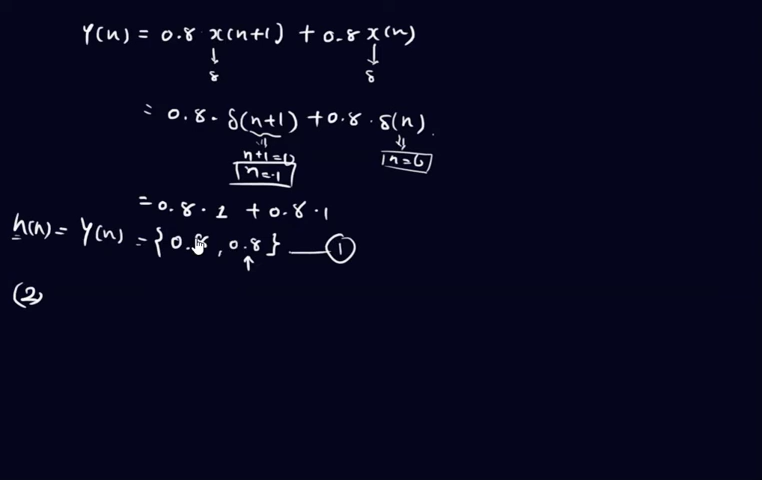 Y(n) = 0.8 x(n+1) + 0.8 x(n)
↓ ↓
δ δ
= 0.8 · δ(n+1) + 0.8 · δ(n).
⇓ ⇓
n+1=0 n=0
n=-1
= 0.8 · 1 + 0.8 · 1
h(n) = Y(n) = {0.8, 0.8} —— ①
↑
(2)